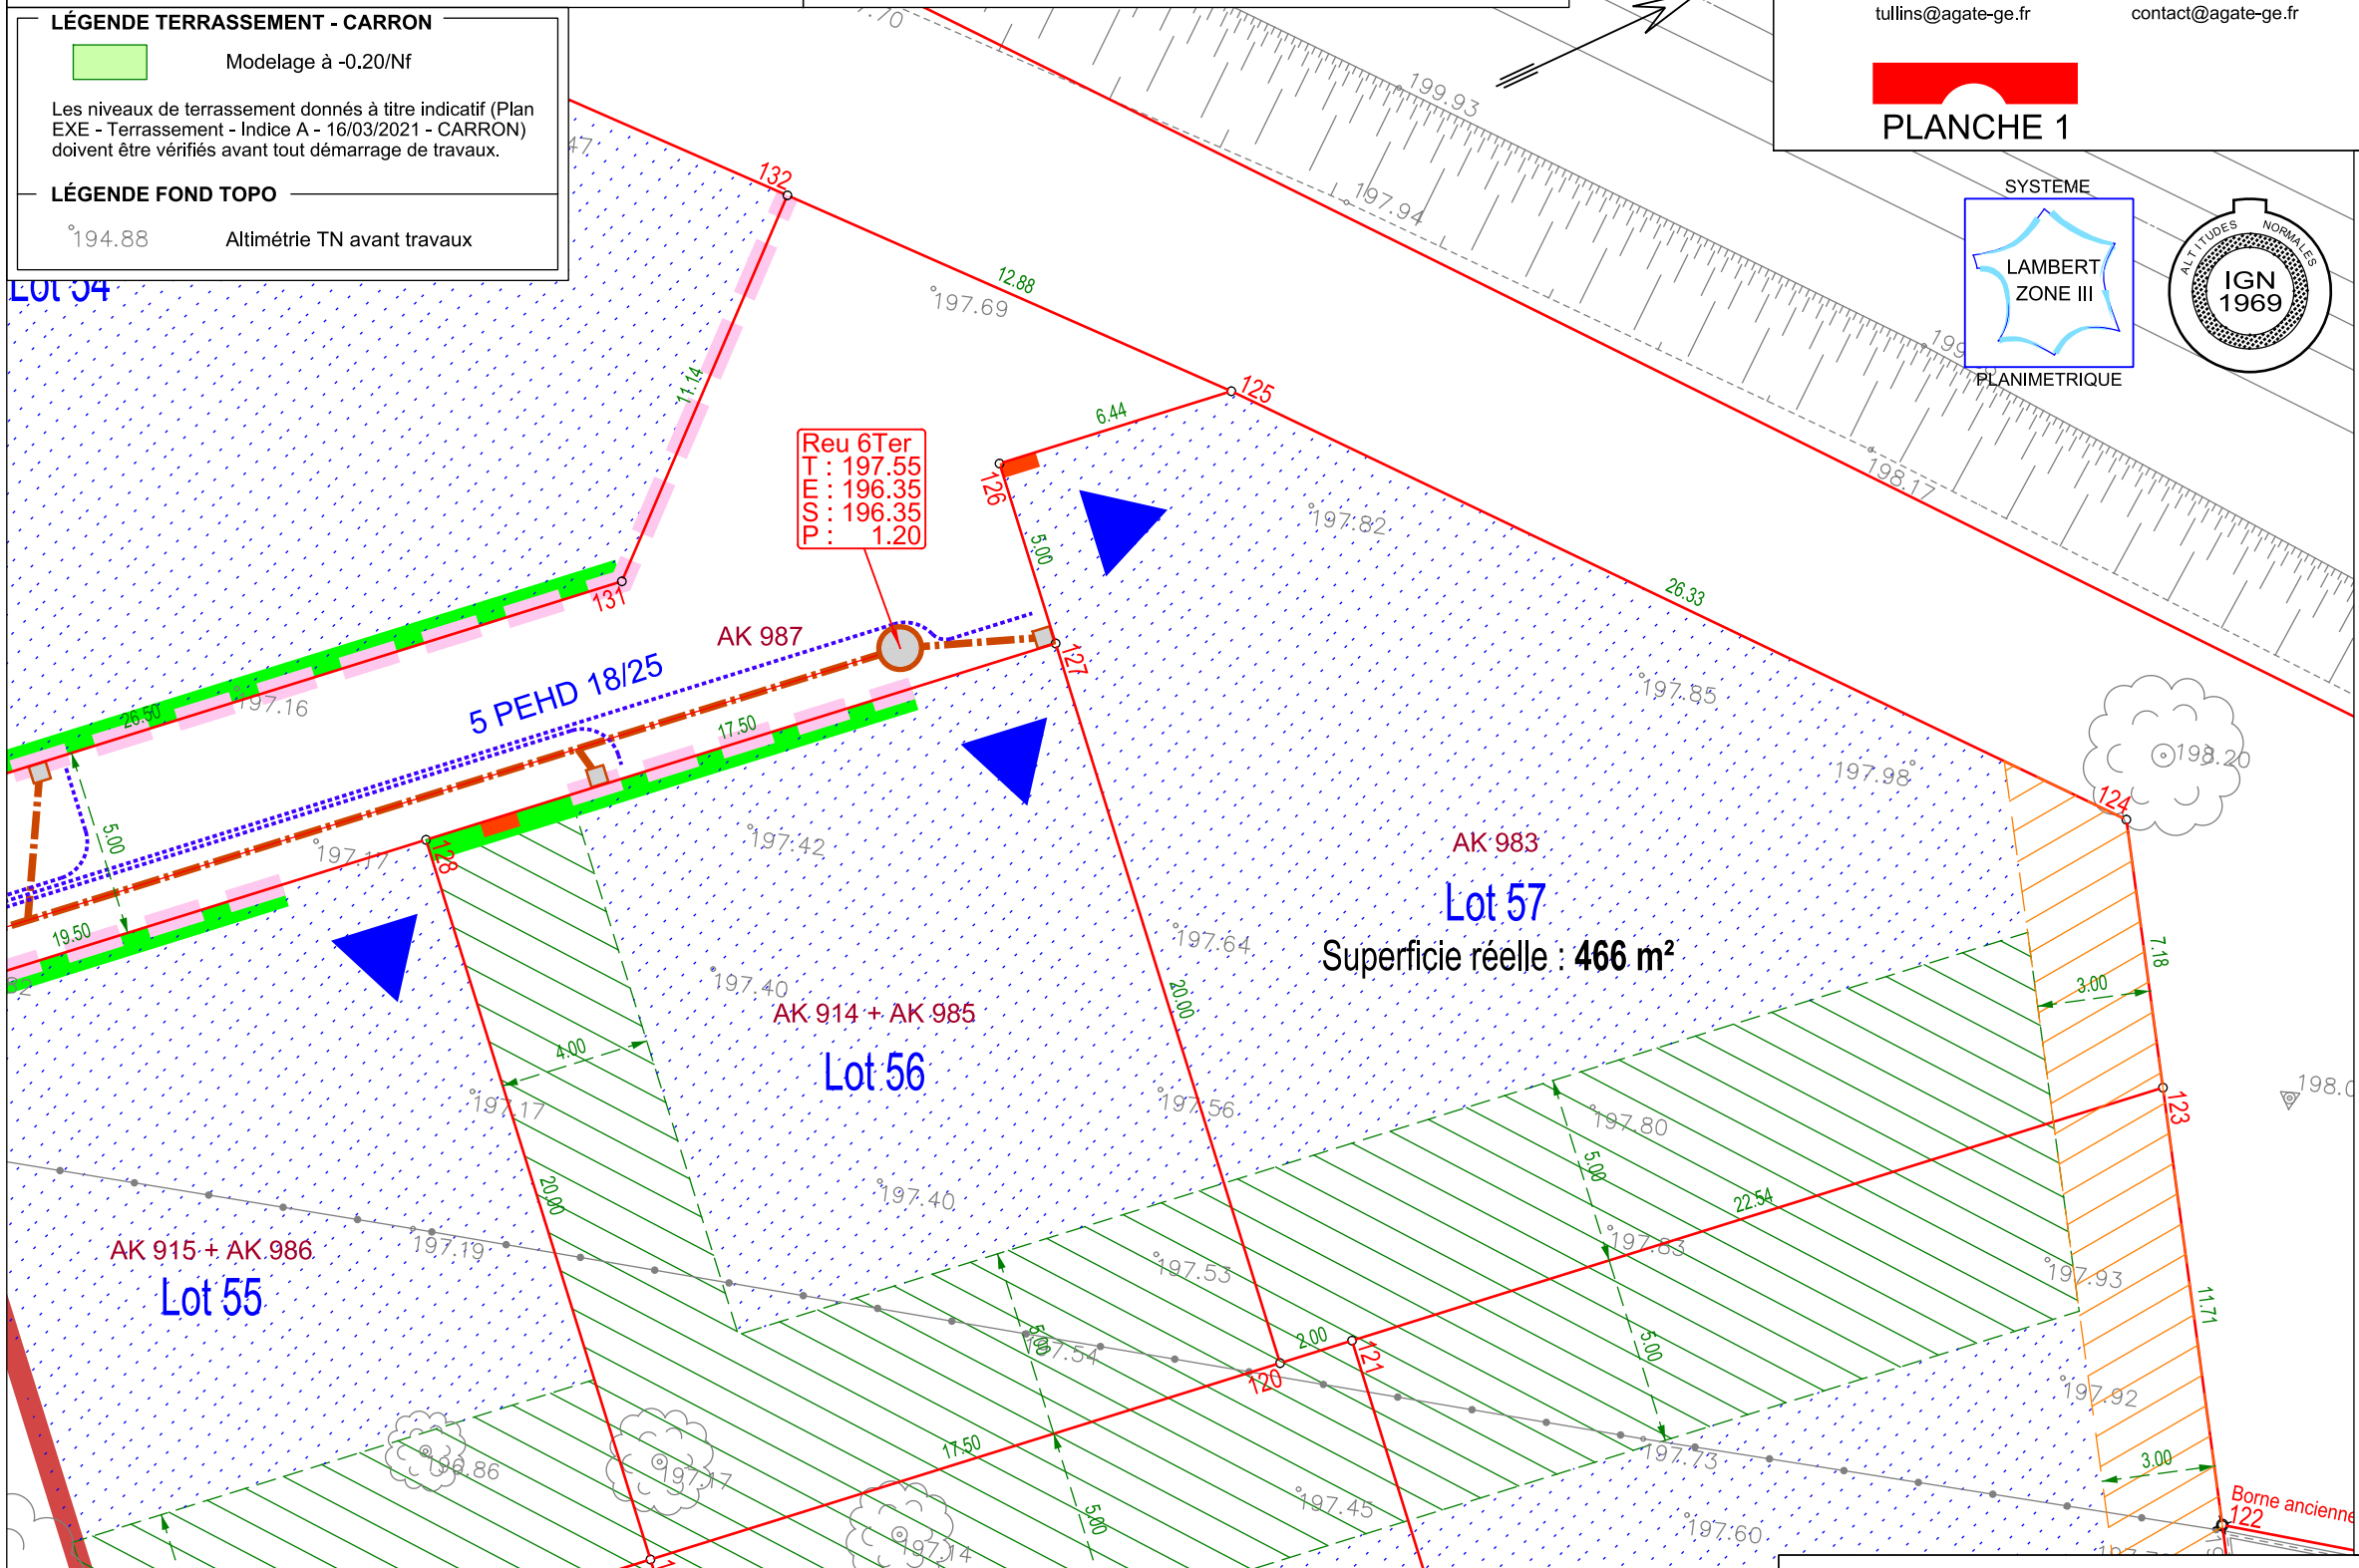 LÉGENDE TERRASSEMENT - CARRON
Modelage à -0.20/Nf
Les niveaux de terrassement donnés à titre indicatif (Plan
EXE - Terrassement - Indice A - 16/03/2021 - CARRON)
doivent être vérifiés avant tout démarrage de travaux.
LÉGENDE FOND TOPO
194.88
Altimétrie TN avant travaux
tullins@agate-ge.fr
contact@agate-ge.fr
PLANCHE 1
SYSTEME
LAMBERT
ZONE III
PLANIMETRIQUE
ALTITUDES NORMALES
IGN
1969
199.93
197.94
198.17
132
12.88
197.69
125
11.14
6.44
Reu 6Ter
T : 197.55
E : 196.35
S : 196.35
P : 1.20
126
5.00
197.82
26.33
Lot 54
131
AK 987
127
5 PEHD 18/25
26.50
197.16
17.50
197.85
197.98
198.20
124
5.00
197.17
128
197.42
AK 983
Lot 57
Superficie réelle : 466 m²
19.50
197.64
197.40
20.00
7.18
3.00
AK 914 + AK 985
Lot 56
4.00
197.17
197.56
197.80
123
198.0
5.00
20.00
197.40
22.54
AK 915 + AK 986
Lot 55
197.19
197.53
197.83
197.93
11.71
5.00
197.54
2.00
120
121
5.00
197.92
196.86
197.17
17.50
197.73
3.00
197.14
5.00
197.45
197.60
Borne ancienne
122